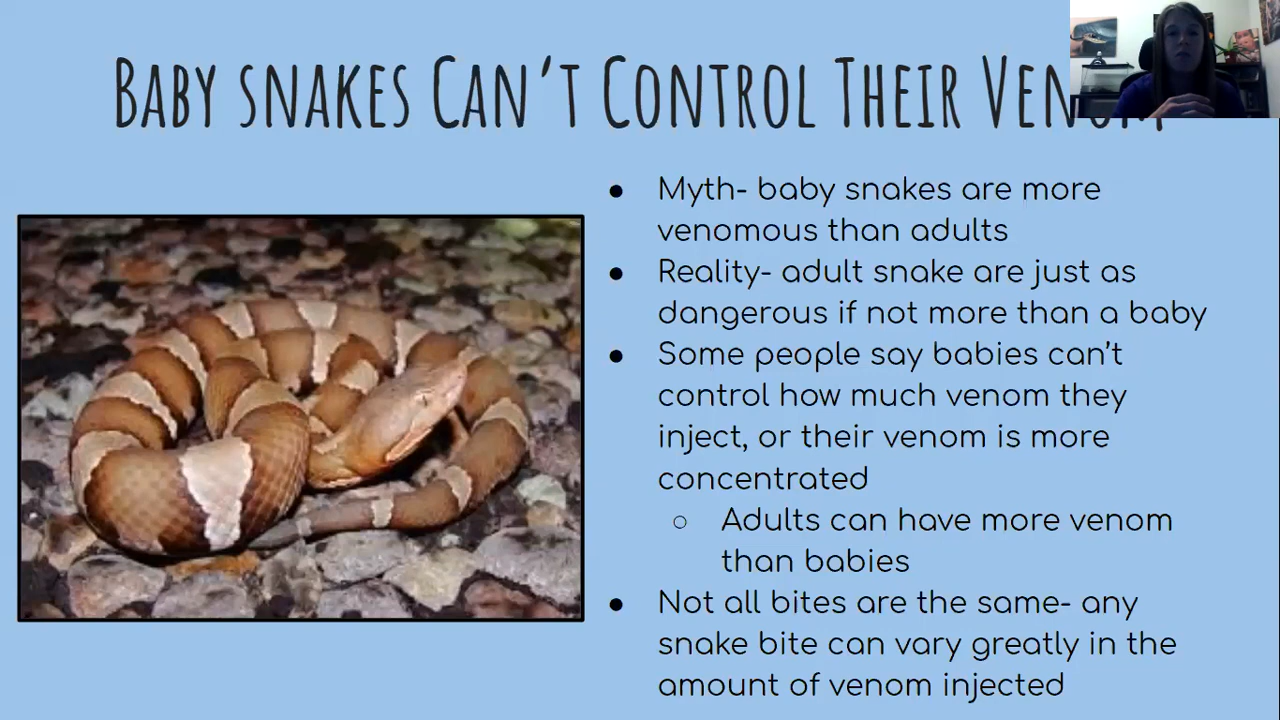 BABY SNAKES CAN'T CONTROL THEIR VENOM
● Myth- baby snakes are more
venomous than adults
● Reality- adult snake are just as
dangerous if not more than a baby
● Some people say babies can't
control how much venom they
inject, or their venom is more
concentrated
○ Adults can have more venom
than babies
● Not all bites are the same- any
snake bite can vary greatly in the
amount of venom injected